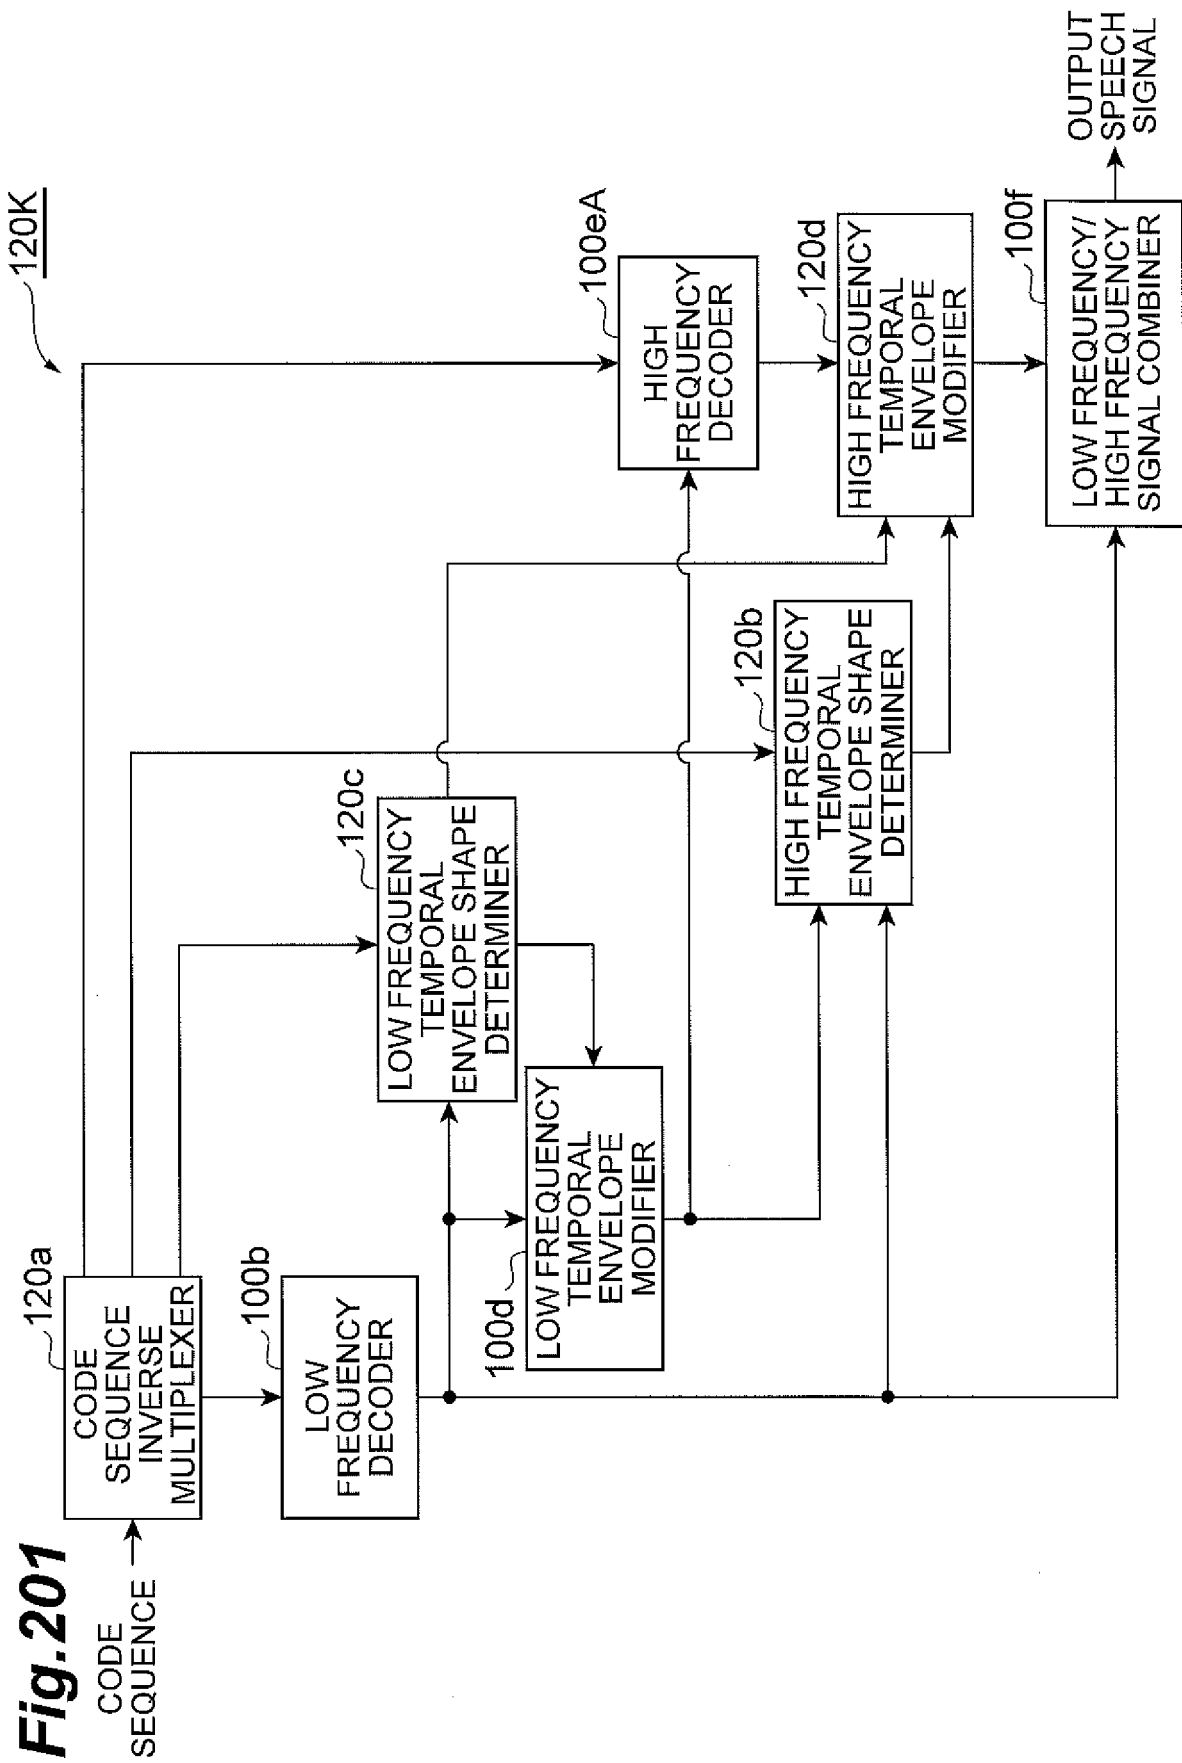 Fig.201
120K
CODE
SEQUENCE
120a
CODE
SEQUENCE
INVERSE
MULTIPLEXER
100b
LOW
FREQUENCY
DECODER
120c
LOW FREQUENCY
TEMPORAL
ENVELOPE SHAPE
DETERMINER
100d
LOW FREQUENCY
TEMPORAL
ENVELOPE
MODIFIER
120b
HIGH FREQUENCY
TEMPORAL
ENVELOPE SHAPE
DETERMINER
100eA
HIGH
FREQUENCY
DECODER
120d
HIGH FREQUENCY
TEMPORAL
ENVELOPE
MODIFIER
100f
LOW FREQUENCY/
HIGH FREQUENCY
SIGNAL COMBINER
OUTPUT
SPEECH
SIGNAL